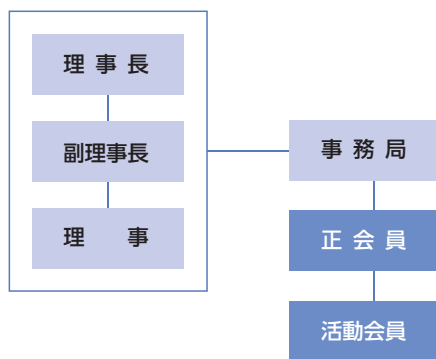 理事長
副理事長
理　事
事務局
正会員
活動会員